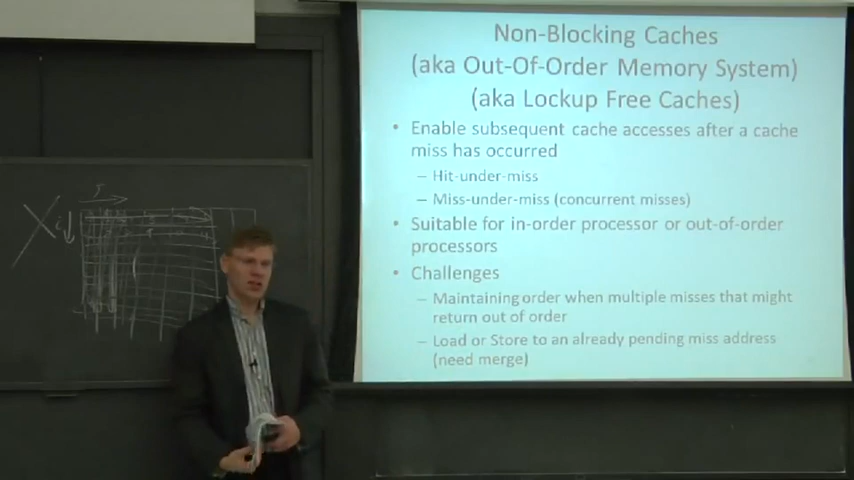 Non-Blocking Caches
(aka Out-Of-Order Memory System)
(aka Lockup Free Caches)
• Enable subsequent cache accesses after a cache
miss has occurred
– Hit-under-miss
– Miss-under-miss (concurrent misses)
• Suitable for in-order processor or out-of-order
processors
• Challenges
– Maintaining order when multiple misses that might
return out of order
– Load or Store to an already pending miss address
(need merge)
X
J
i